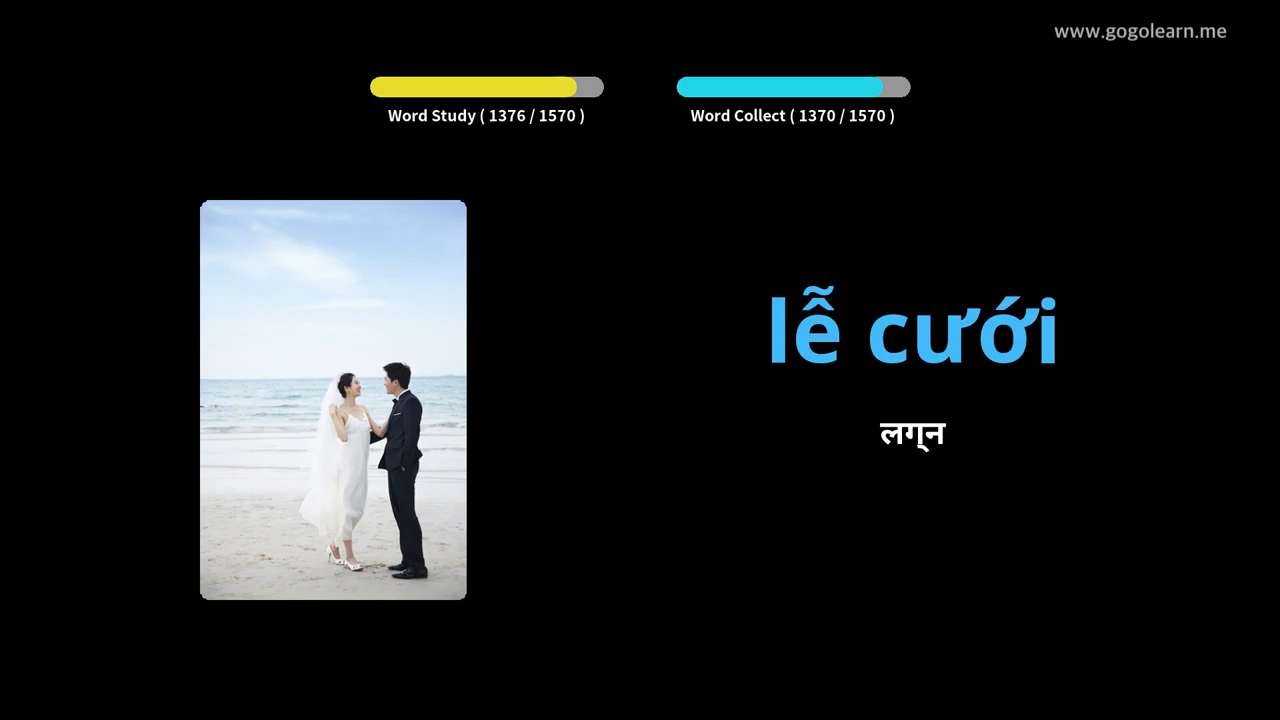 www.gogolearn.me
Word Study ( 1376 / 1570 )
Word Collect ( 1370 / 1570 )
lễ cưới
लग्न